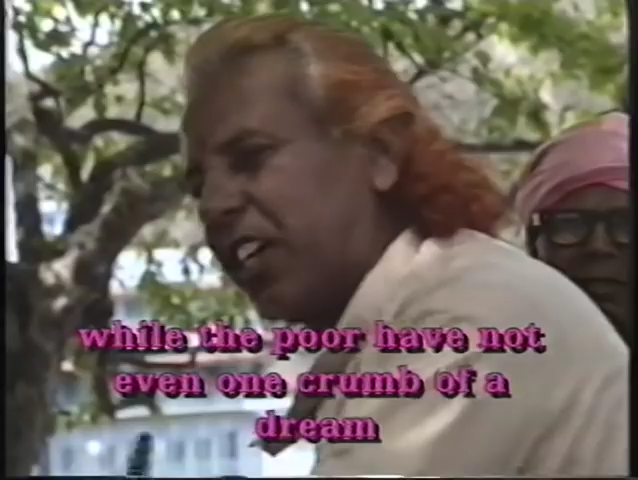 while the poor have not
even one crumb of a
dream